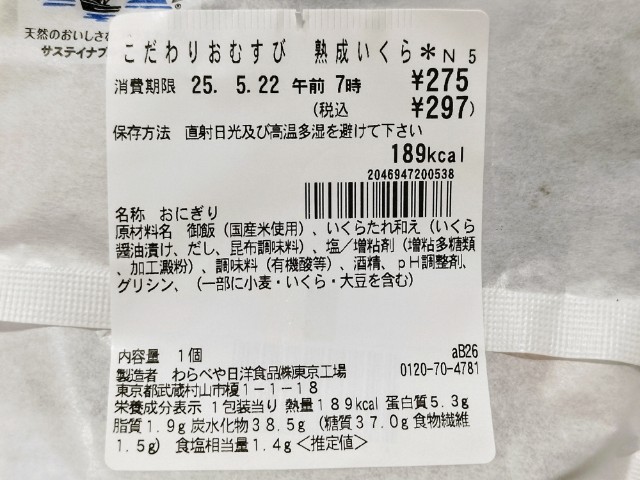 天然のおいしさ
サステイナブ
®
こだわりおむすび 熟成いくら＊N５
消費期限 25. 5.22 午前 7時 ¥275
(税込 ¥297)
保存方法 直射日光及び高温多湿を避けて下さい
189kcal
2046947200538
名称 おにぎり
原材料名 御飯（国産米使用）、いくらたれ和え（いくら
醤油漬け、だし、昆布調味料）、塩／増粘剤（増粘多糖類
、加工澱粉）、調味料（有機酸等）、酒精、ｐＨ調整剤、
グリシン、（一部に小麦・いくら・大豆を含む）
内容量 １個 aB26
製造者 わらべや日洋食品㈱東京工場 0120-70-4781
東京都武蔵村山市榎１－１－１８
栄養成分表示 １包装当り 熱量１８９kcal 蛋白質５.３g
脂質１.９g 炭水化物３８.５g（糖質３７.０g 食物繊維
１.５g） 食塩相当量１.４g＜推定値＞